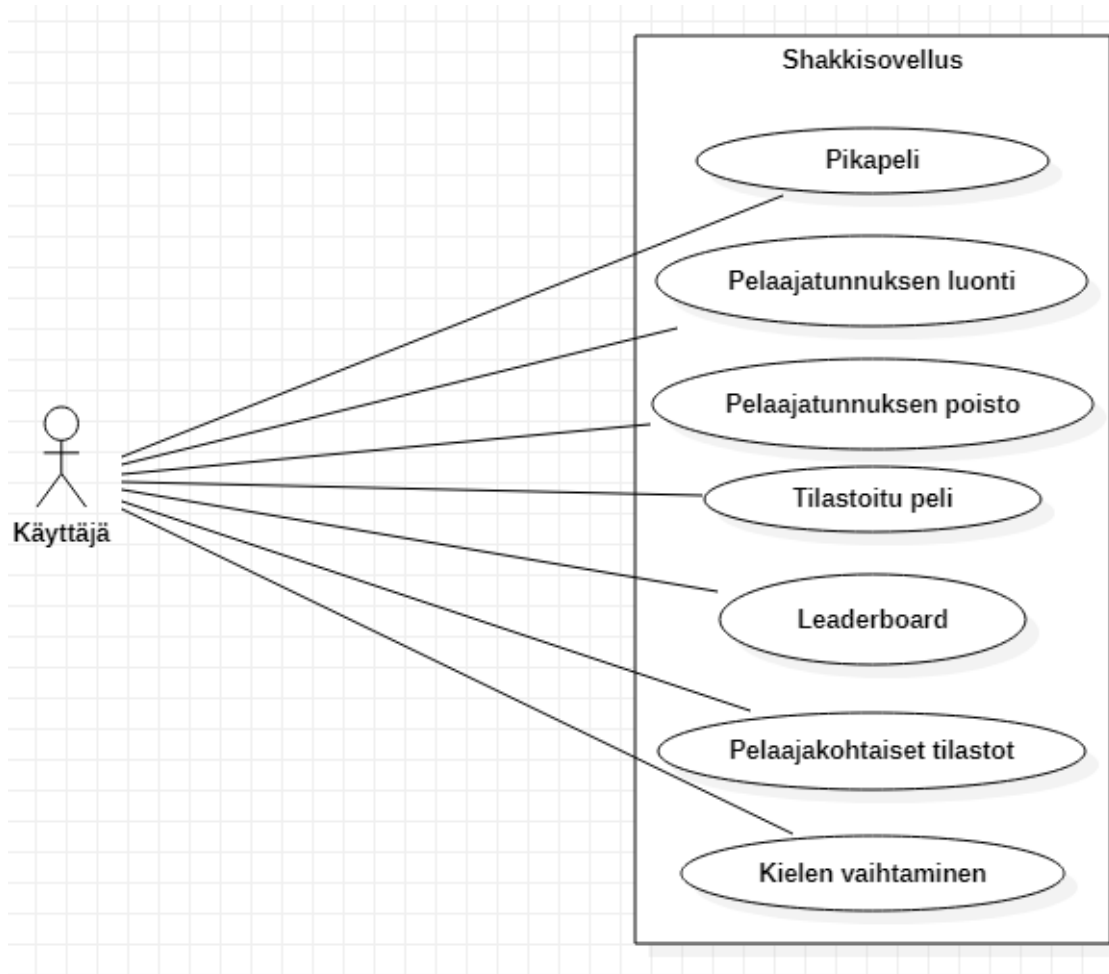 Shakkisovellus
Pikapeli
Pelaajatunnuksen luonti
Pelaajatunnuksen poisto
Tilastoitu peli
Käyttäjä
Leaderboard
Pelaajakohtaiset tilastot
Kielen vaihtaminen